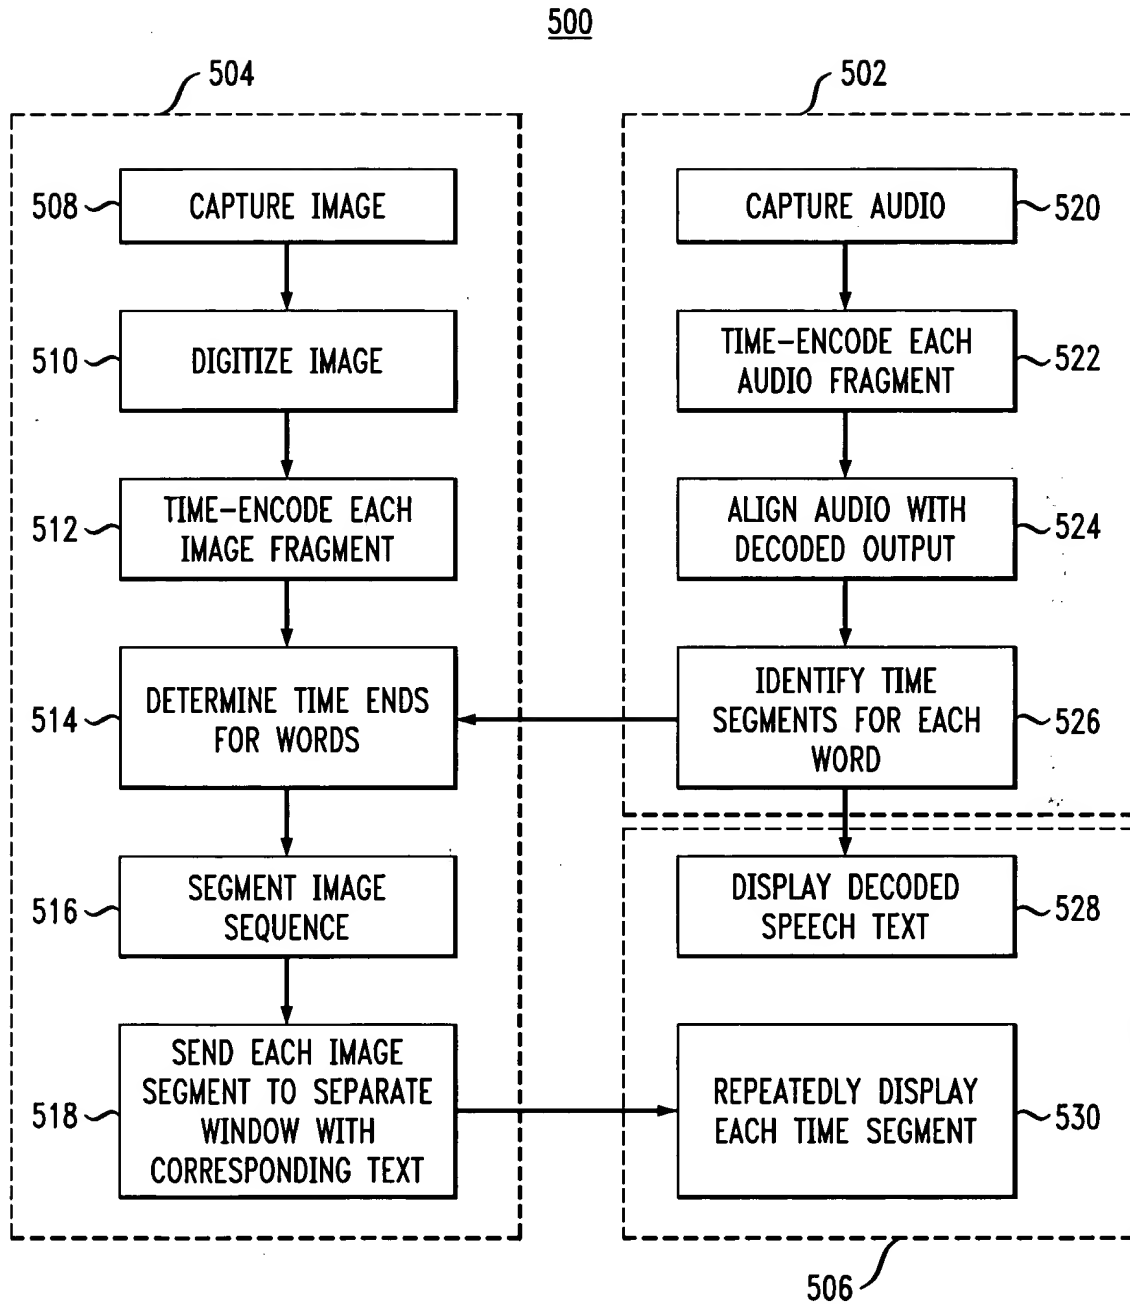 500
504
502
508
CAPTURE IMAGE
CAPTURE AUDIO
520
510
DIGITIZE IMAGE
TIME-ENCODE EACH
AUDIO FRAGMENT
522
512
TIME-ENCODE EACH
IMAGE FRAGMENT
ALIGN AUDIO WITH
DECODED OUTPUT
524
514
DETERMINE TIME ENDS
FOR WORDS
IDENTIFY TIME
SEGMENTS FOR EACH
WORD
526
516
SEGMENT IMAGE
SEQUENCE
DISPLAY DECODED
SPEECH TEXT
528
518
SEND EACH IMAGE
SEGMENT TO SEPARATE
WINDOW WITH
CORRESPONDING TEXT
REPEATEDLY DISPLAY
EACH TIME SEGMENT
530
506